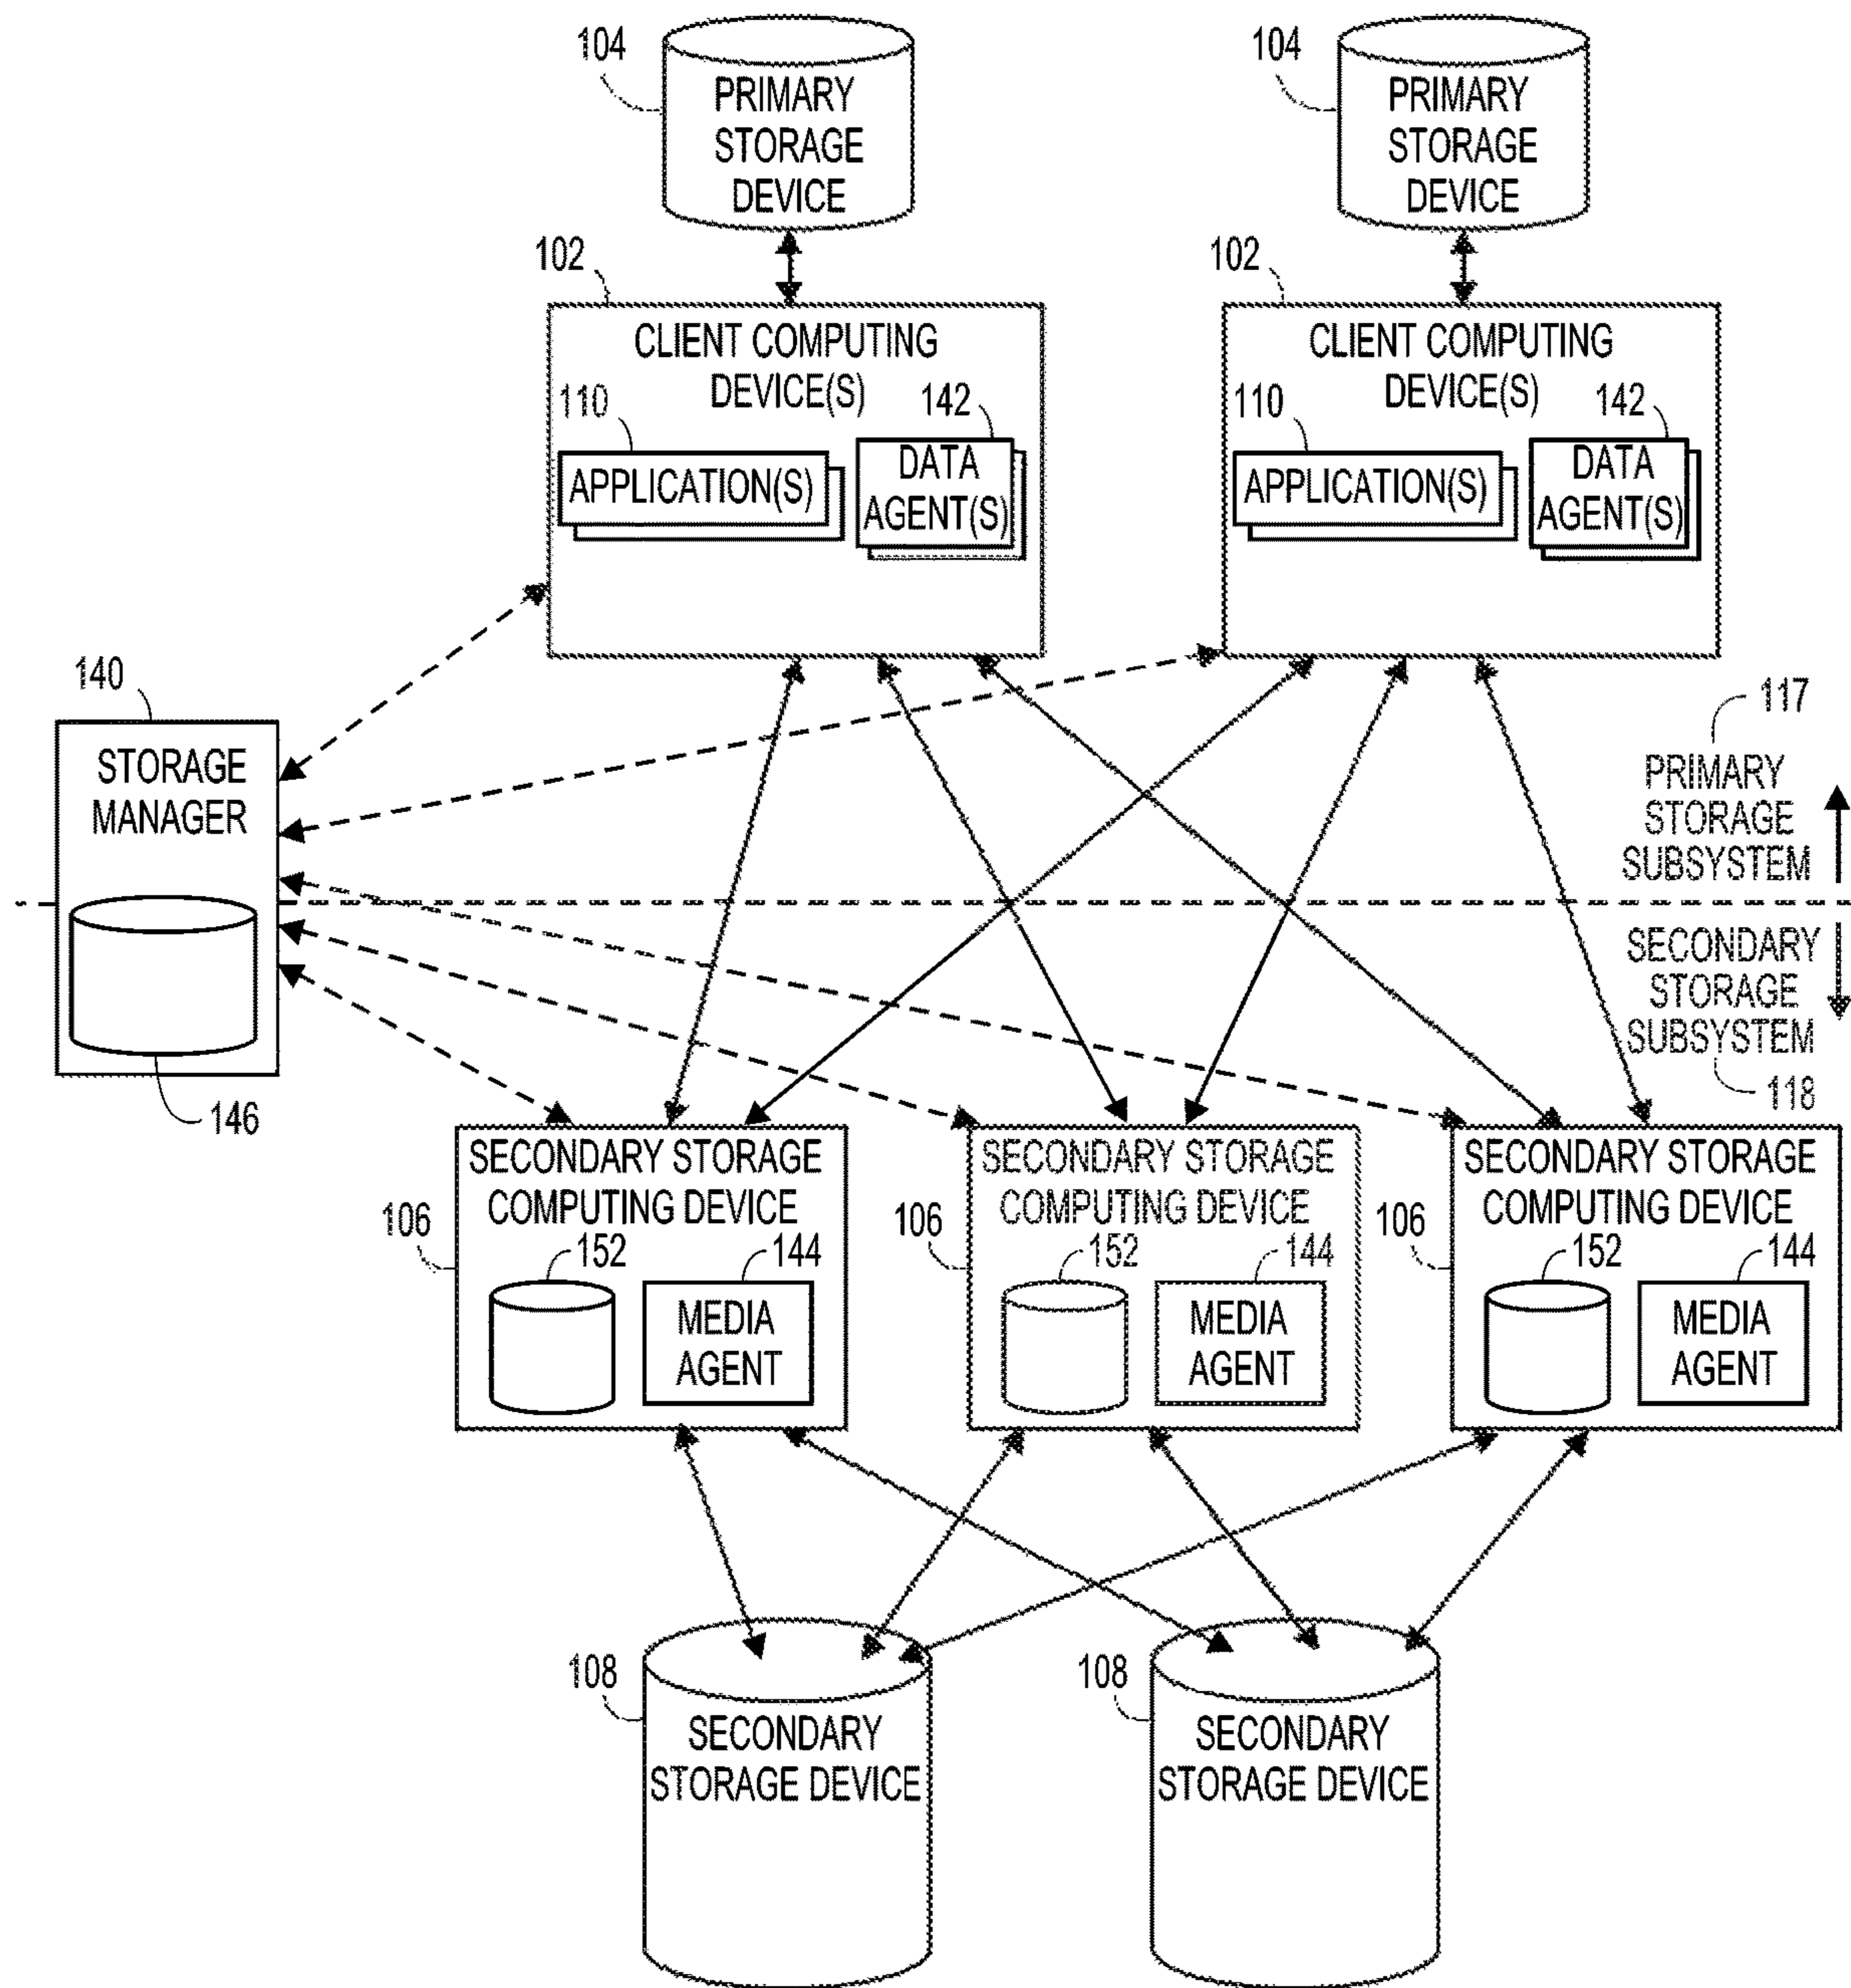 104
PRIMARY
STORAGE
DEVICE
104
PRIMARY
STORAGE
DEVICE
102
CLIENT COMPUTING
DEVICE(S)
110
142
APPLICATION(S)
DATA
AGENT(S)
102
CLIENT COMPUTING
DEVICE(S)
110
142
APPLICATION(S)
DATA
AGENT(S)
140
STORAGE
MANAGER
146
117
PRIMARY
STORAGE
SUBSYSTEM
SECONDARY
STORAGE
SUBSYSTEM
118
106
SECONDARY STORAGE
COMPUTING DEVICE
152
144
MEDIA
AGENT
106
SECONDARY STORAGE
COMPUTING DEVICE
152
144
MEDIA
AGENT
106
SECONDARY STORAGE
COMPUTING DEVICE
152
144
MEDIA
AGENT
108
SECONDARY
STORAGE DEVICE
108
SECONDARY
STORAGE DEVICE